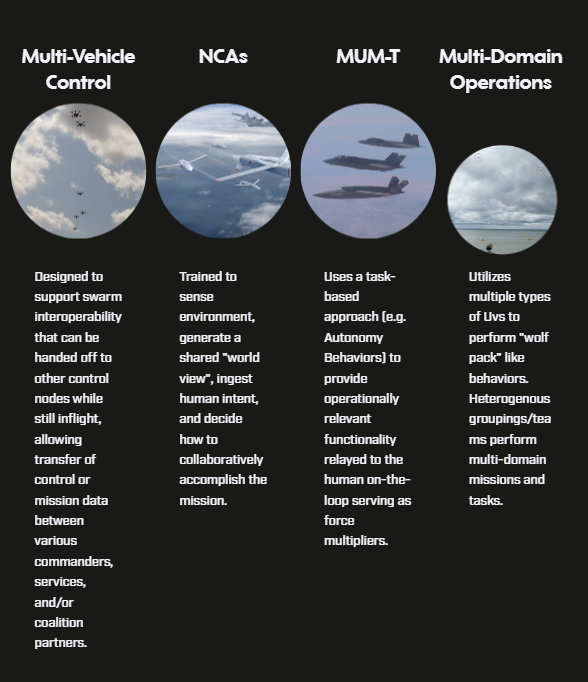 Multi-Vehicle
Control
NCAs
MUM-T
Multi-Domain
Operations
Designed to
support swarm
interoperability
that can be
handed off to
other control
nodes while
still inflight,
allowing
transfer of
control or
mission data
between
various
commanders,
services,
and/or
coalition
partners.
Trained to
sense
environment,
generate a
shared "world
view", ingest
human intent,
and decide
how to
collaboratively
accomplish the
mission.
Uses a task-
based
approach (e.g.
Autonomy
Behaviors) to
provide
operationally
relevant
functionality
relayed to the
human on-the-
loop serving as
force
multipliers.
Utilizes
multiple types
of Uvs to
perform "wolf
pack" like
behaviors.
Heterogenous
groupings/tea
ms perform
multi-domain
missions and
tasks.